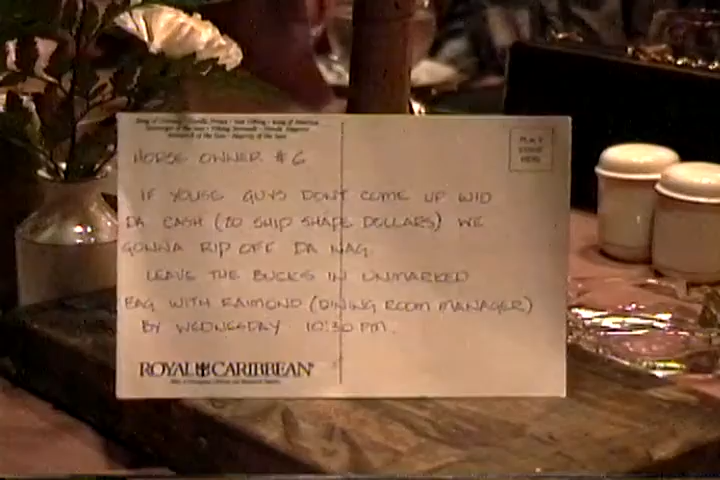 HORSE OWNER #6
IF YOUSE GUYS DON'T COME UP WID
DA CASH (20 SHIP SHAPE DOLLARS) WE
GONNA RIP OFF DA NAG.
LEAVE THE BUCKS IN UNMARKED
BAG WITH RAIMOND (DINING ROOM MANAGER)
BY WEDNESDAY 10:30 PM.
PLACE
STAMP
HERE
ROYAL CARIBBEAN